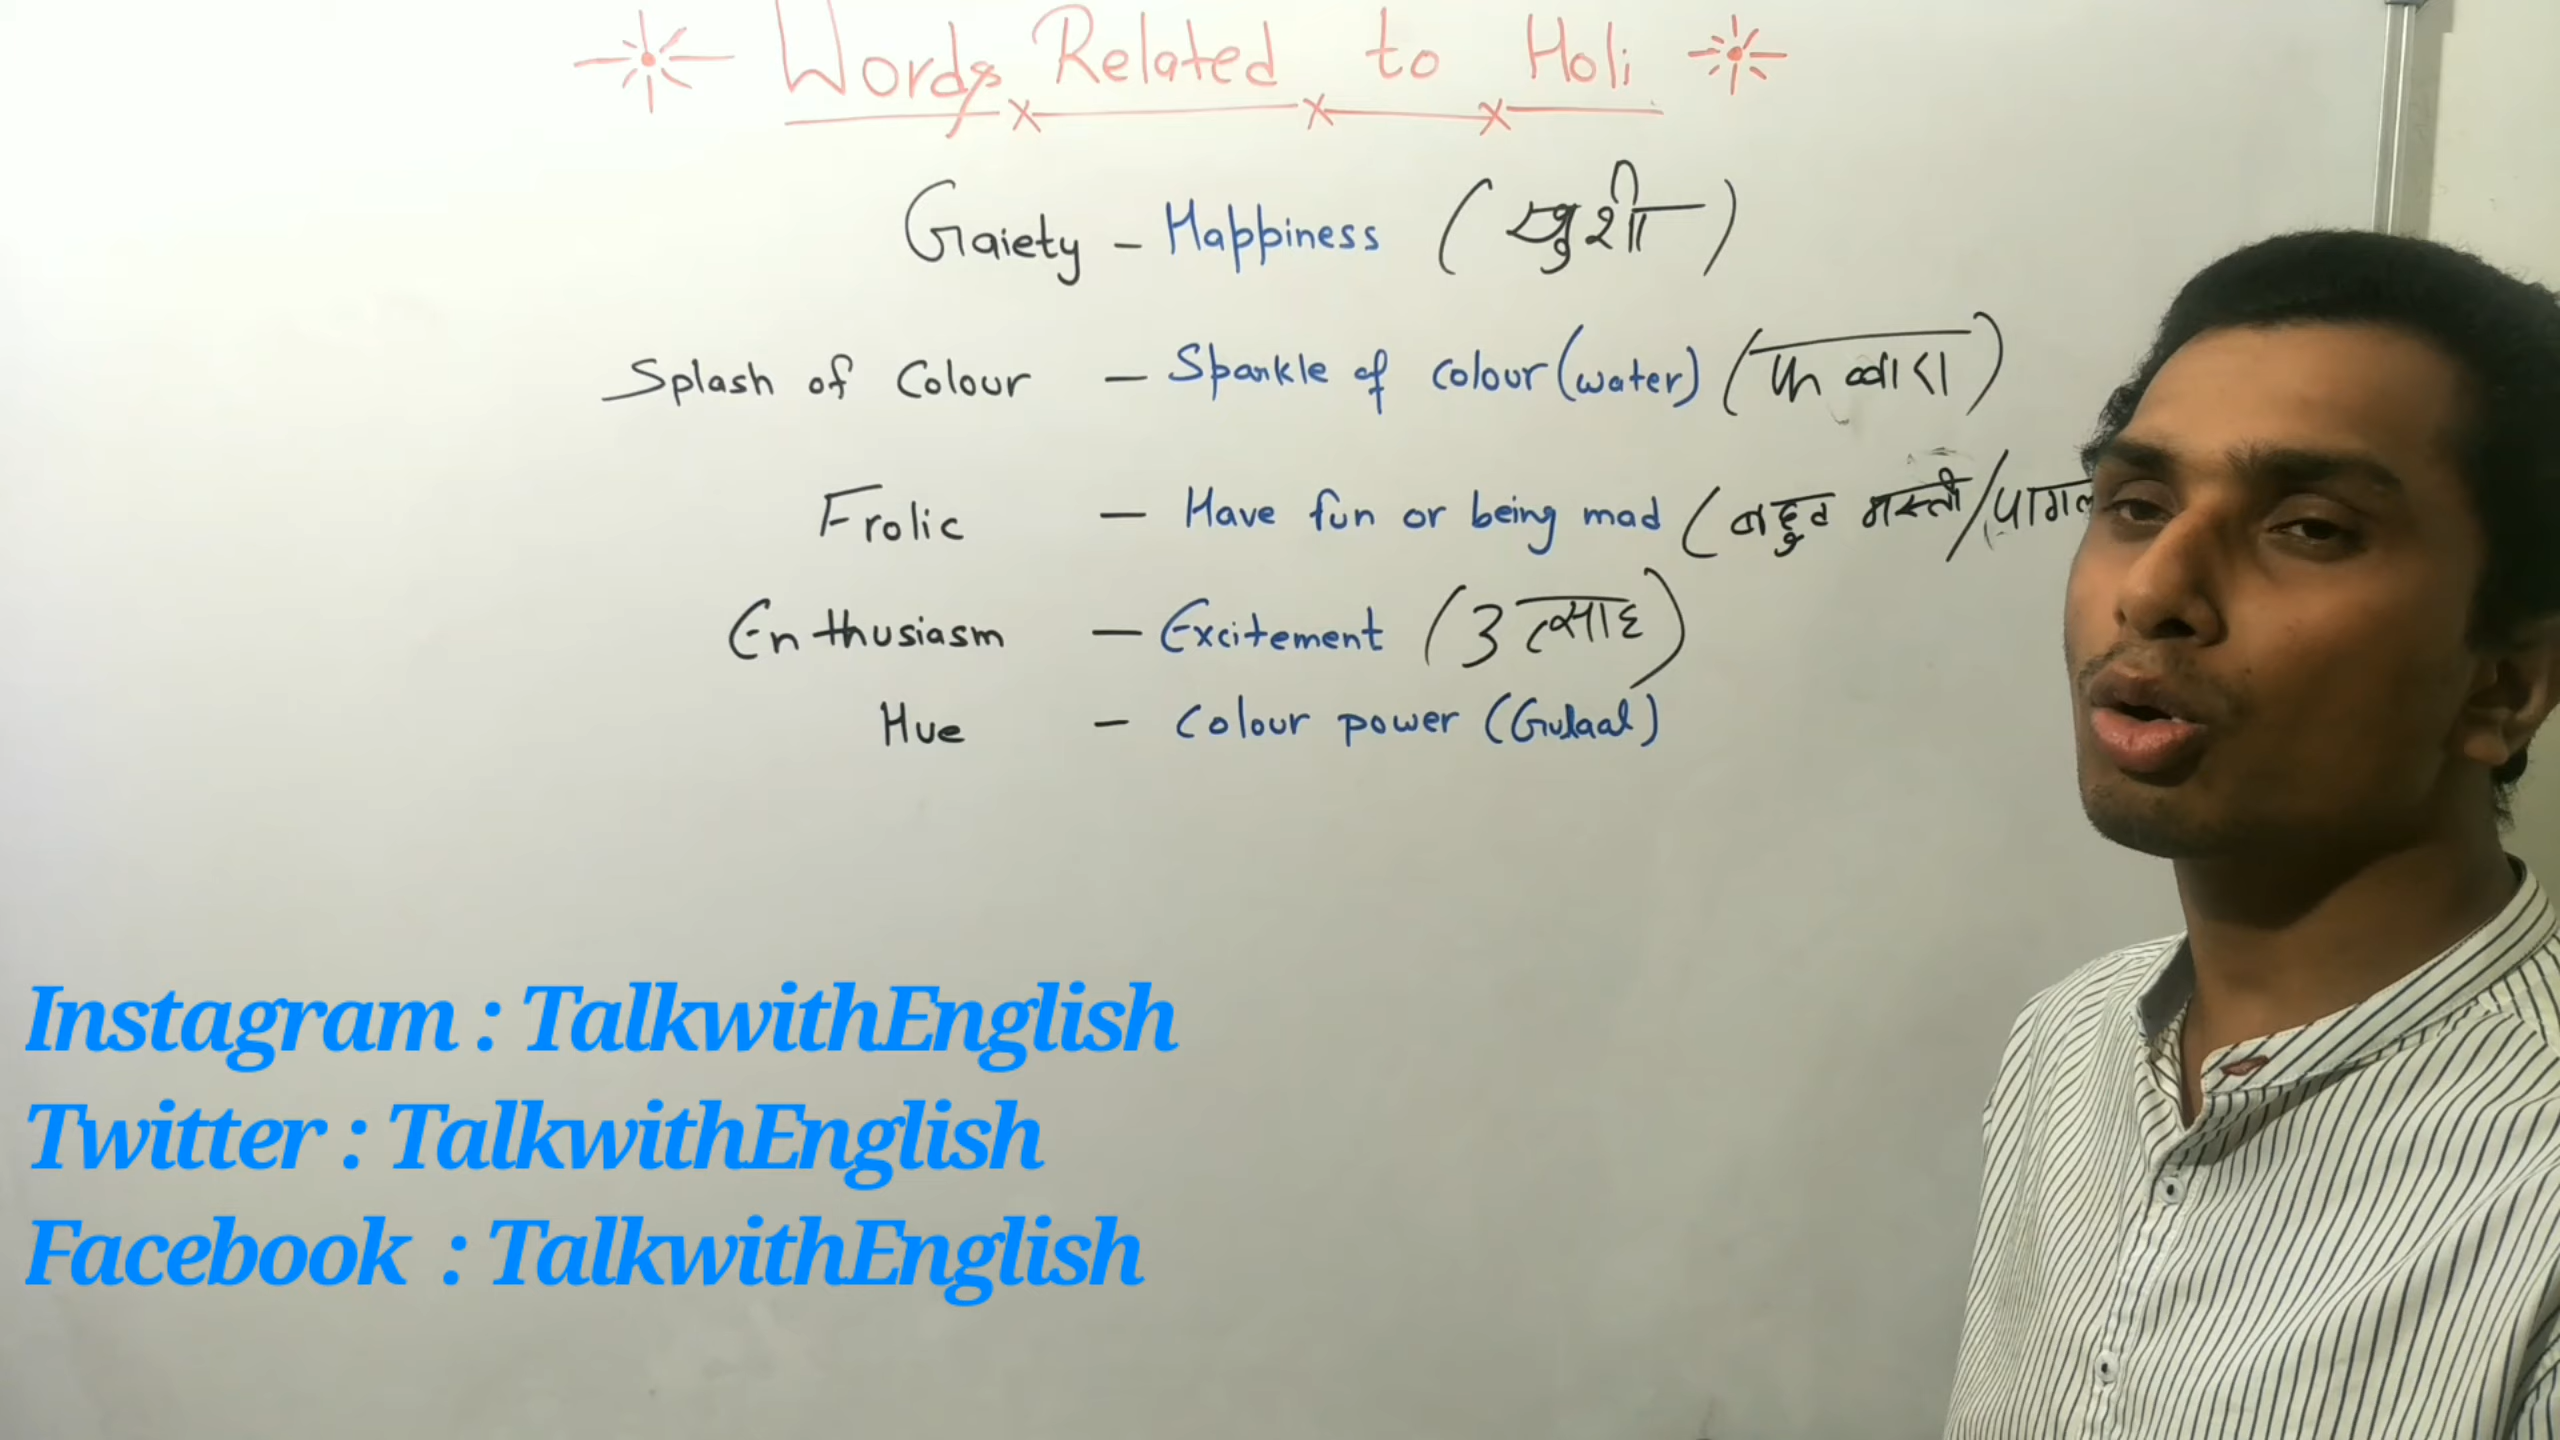 Words Related to Holi
Gaiety - Happiness (खुशी)
Splash of Colour - Sparkle of colour (water) (फव्वारा)
Frolic - Have fun or being mad (बहुत मस्ती/पागल
Enthusiasm - Excitement (उत्साह)
Hue - Colour power (Gulaal)
Instagram : TalkwithEnglish
Twitter : TalkwithEnglish
Facebook : TalkwithEnglish